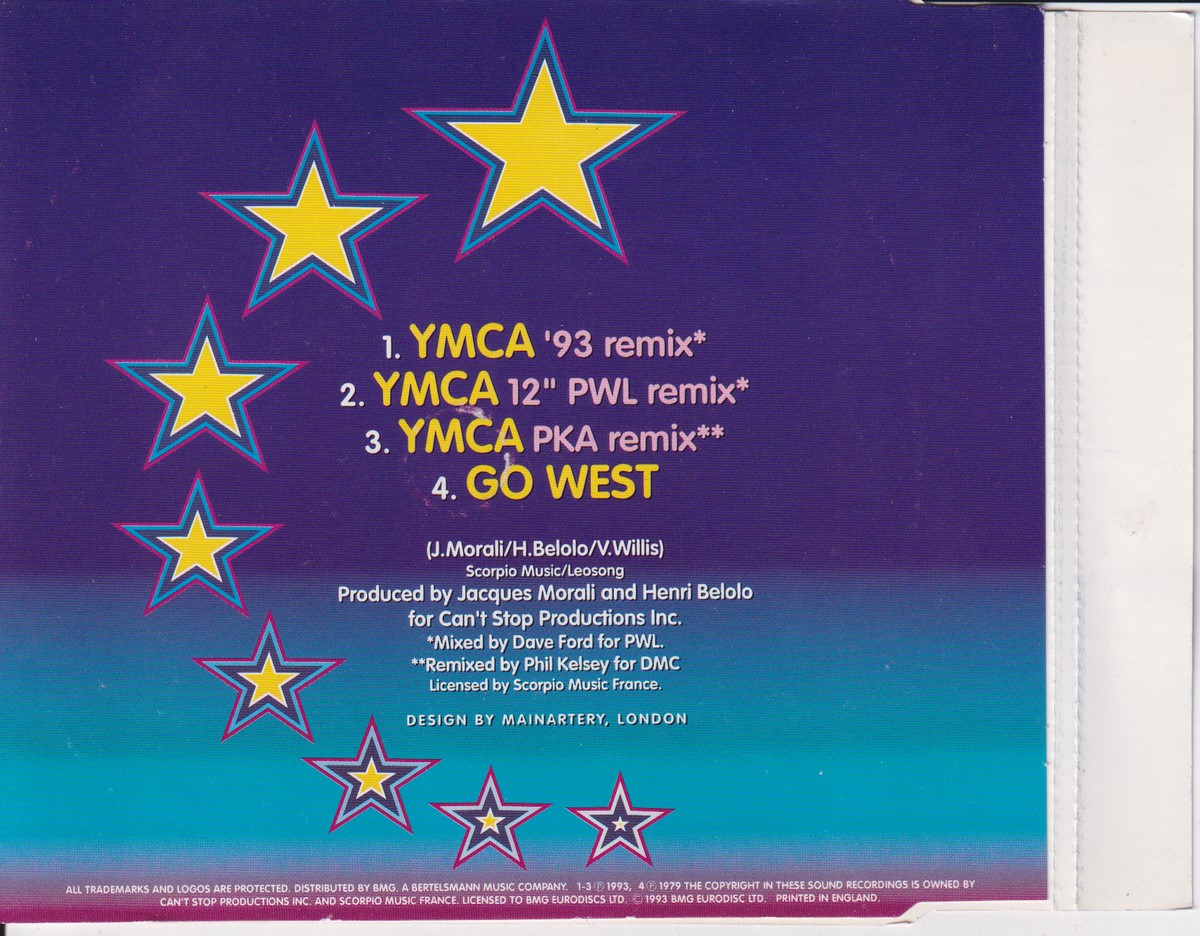 1. YMCA '93 remix*
2. YMCA 12" PWL remix*
3. YMCA PKA remix**
4. GO WEST
(J.Morali/H.Belolo/V.Willis)
Scorpio Music/Leosong
Produced by Jacques Morali and Henri Belolo
for Can't Stop Productions Inc.
*Mixed by Dave Ford for PWL.
**Remixed by Phil Kelsey for DMC
Licensed by Scorpio Music France.
DESIGN BY MAINARTERY, LONDON
ALL TRADEMARKS AND LOGOS ARE PROTECTED. DISTRIBUTED BY BMG. A BERTELSMANN MUSIC COMPANY. 1-3 ℗ 1993, 4 ℗ 1979 THE COPYRIGHT IN THESE SOUND RECORDINGS IS OWNED BY
CAN'T STOP PRODUCTIONS INC. AND SCORPIO MUSIC FRANCE. LICENSED TO BMG EURODISCS LTD. © 1993 BMG EURODISC LTD. PRINTED IN ENGLAND.